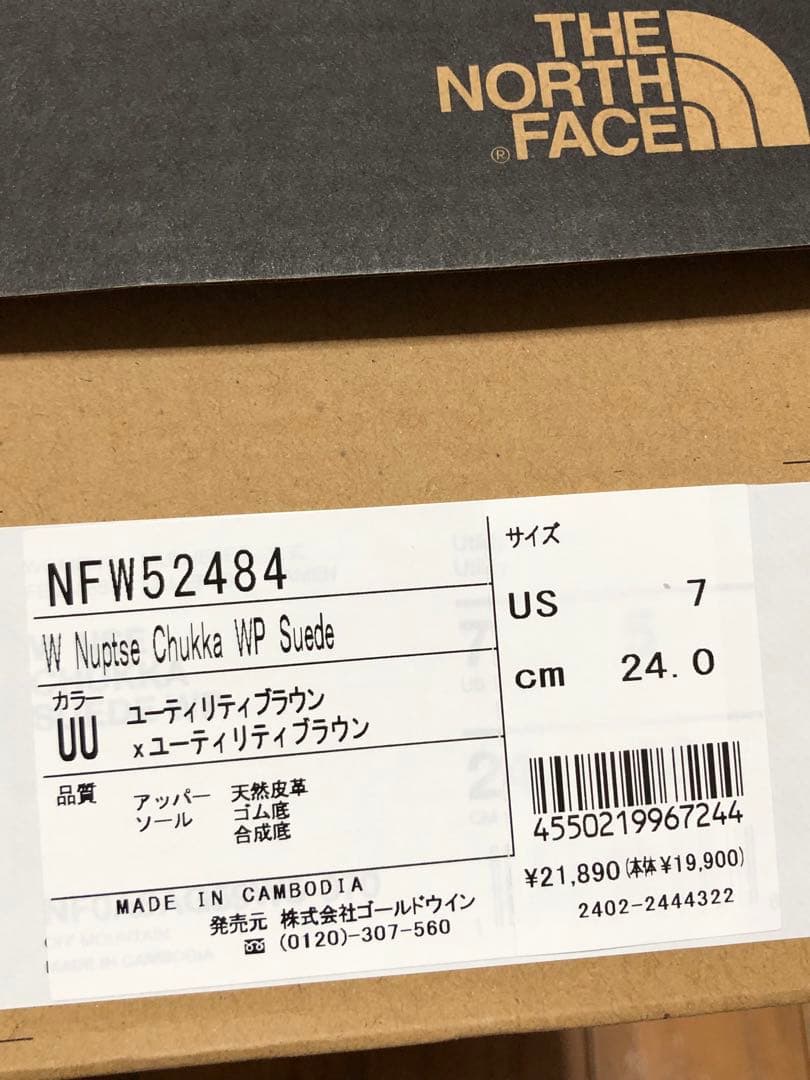 THE
NORTH
FACE
®
NFW52484
W Nuptse Chukka WP Suede
カラー
UU ユーティリティブラウン
xユーティリティブラウン
品質 アッパー 天然皮革
ソール ゴム底
合成底
MADE IN CAMBODIA
発売元 株式会社ゴールドウイン
(0120)-307-560
サイズ
US 7
cm 24.0
4550219967244
¥21,890(本体¥19,900)
2402-2444322